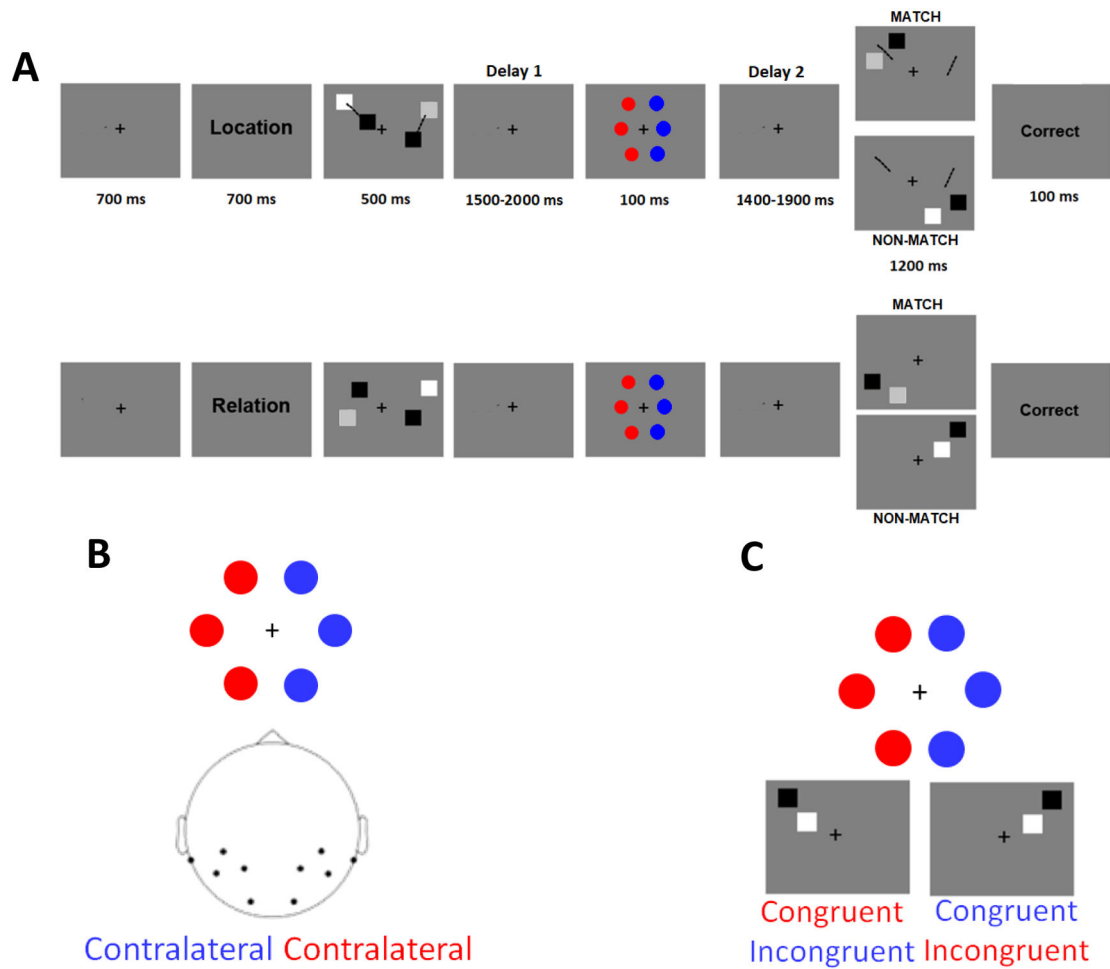 A
MATCH
Delay 1
Delay 2
Location
Correct
700 ms
700 ms
500 ms
1500-2000 ms
100 ms
1400-1900 ms
100 ms
NON-MATCH
1200 ms
MATCH
Relation
Correct
NON-MATCH
B
C
Contralateral Contralateral
Congruent Congruent
Incongruent Incongruent